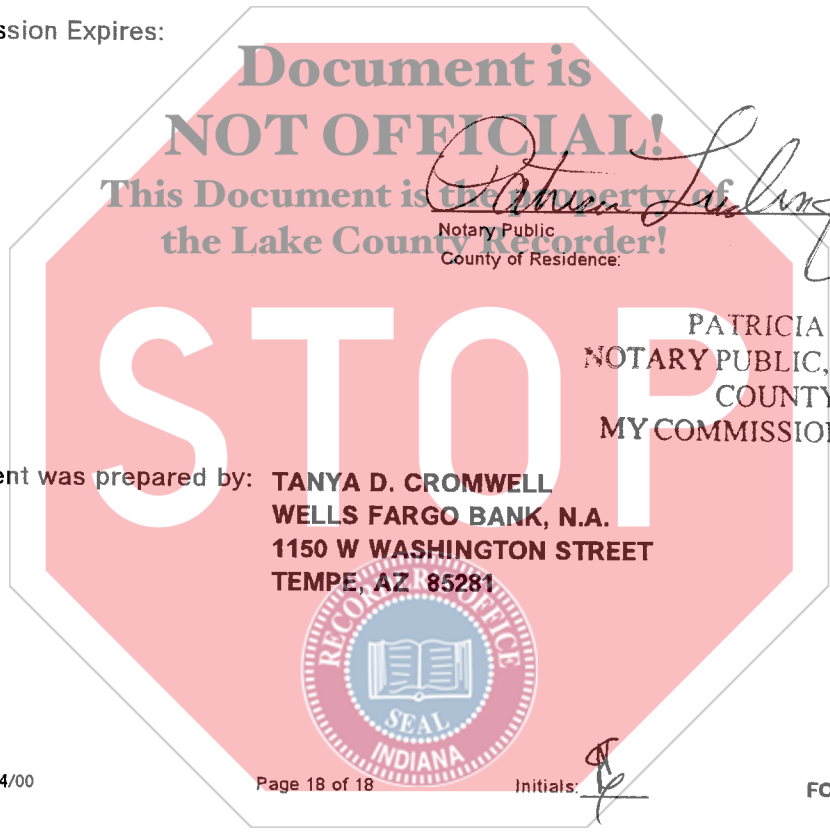 ssion Expires:
Document is
NOT OFFICIAL!
This Document is the property of
the Lake County Recorder!
Notary Public
County of Residence:
STOP
PATRICIA
NOTARY PUBLIC,
COUNTY
MY COMMISSION
ent was prepared by: TANYA D. CROMWELL
WELLS FARGO BANK, N.A.
1150 W WASHINGTON STREET
TEMPE, AZ 85281
RECORDER'S OFFICE
SEAL
INDIANA
4/00
Page 18 of 18
Initials:
FO